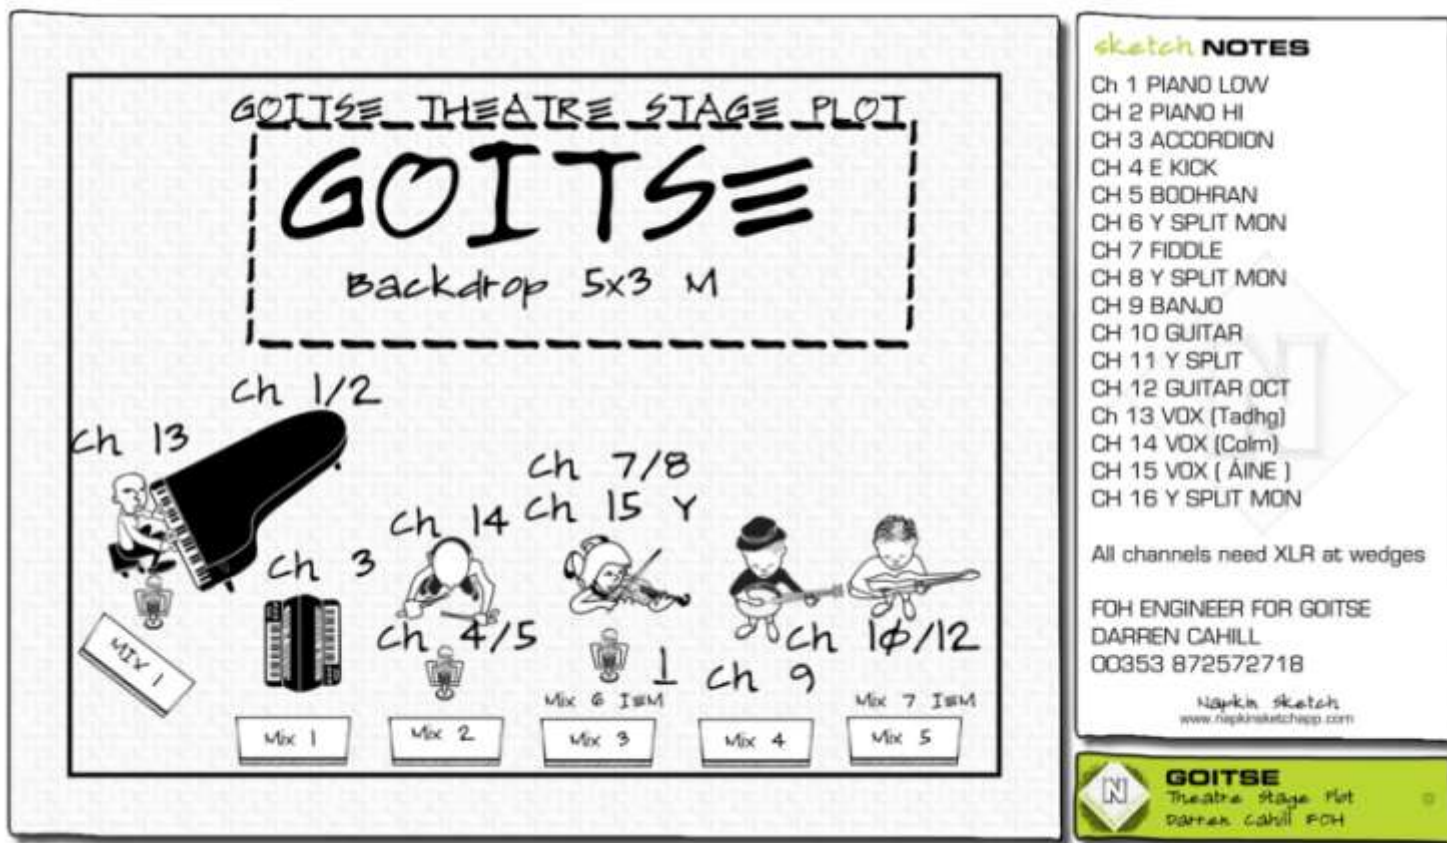 GOITSE THEATRE STAGE PLOT
GOITSE
Backdrop 5x3 M
Ch 1/2
Ch 13
Ch 3
Ch 14
Ch 4/5
Ch 7/8
Ch 15 Y
Ch 9
Ch 10/12
MIX 1
Mix 6 IEM
Mix 7 IEM
Mix 1
Mix 2
Mix 3
Mix 4
Mix 5
sketch NOTES
Ch 1 PIANO LOW
CH 2 PIANO HI
CH 3 ACCORDION
CH 4 E KICK
CH 5 BODHRAN
CH 6 Y SPLIT MON
CH 7 FIDDLE
CH 8 Y SPLIT MON
CH 9 BANJO
CH 10 GUITAR
CH 11 Y SPLIT
CH 12 GUITAR OCT
Ch 13 VOX (Tadhg)
CH 14 VOX (Colm)
CH 15 VOX ( ÁINE )
CH 16 Y SPLIT MON
All channels need XLR at wedges
FOH ENGINEER FOR GOITSE
DARREN CAHILL
00353 872572718
Napkin Sketch
www.napkinsketchapp.com
N
GOITSE
Theatre Stage Plot
Darren Cahill FOH